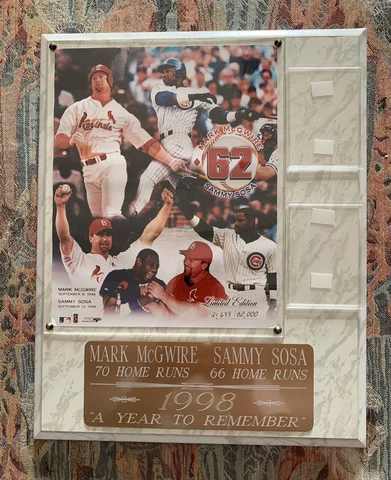 Cardinals
MARK McGWIRE
62
SAMMY SOSA
MARK McGWIRE
SEPTEMBER 8, 1998
SAMMY SOSA
SEPTEMBER 13, 1998
Limited Edition
/62,000
MARK McGWIRE SAMMY SOSA
70 HOME RUNS 66 HOME RUNS
1998
"A YEAR TO REMEMBER"